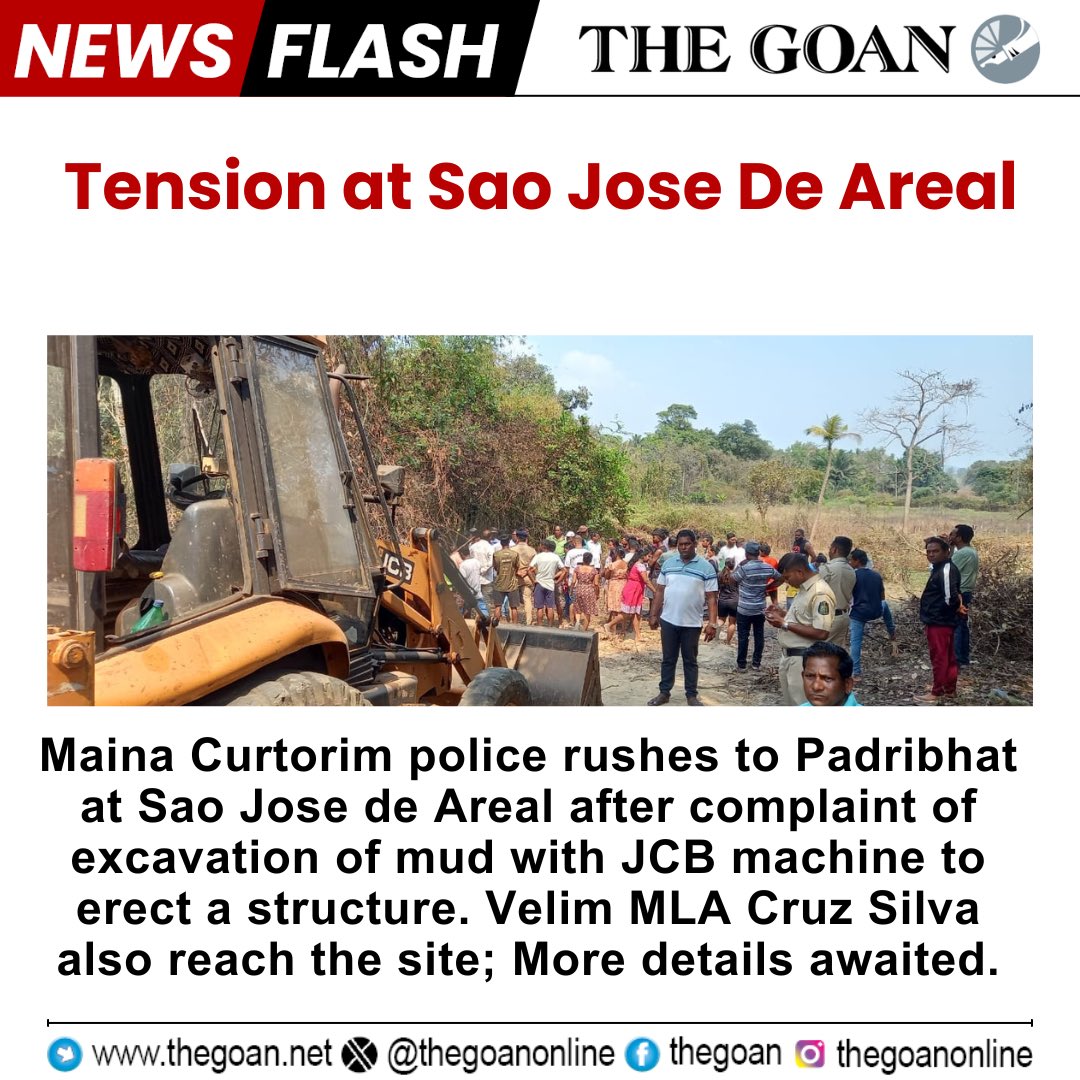 NEWS FLASH THE GOAN
Tension at Sao Jose De Areal
JCB
Maina Curtorim police rushes to Padribhat
at Sao Jose de Areal after complaint of
excavation of mud with JCB machine to
erect a structure. Velim MLA Cruz Silva
also reach the site; More details awaited.
www.thegoan.net @thegoanonline thegoan thegoanonline